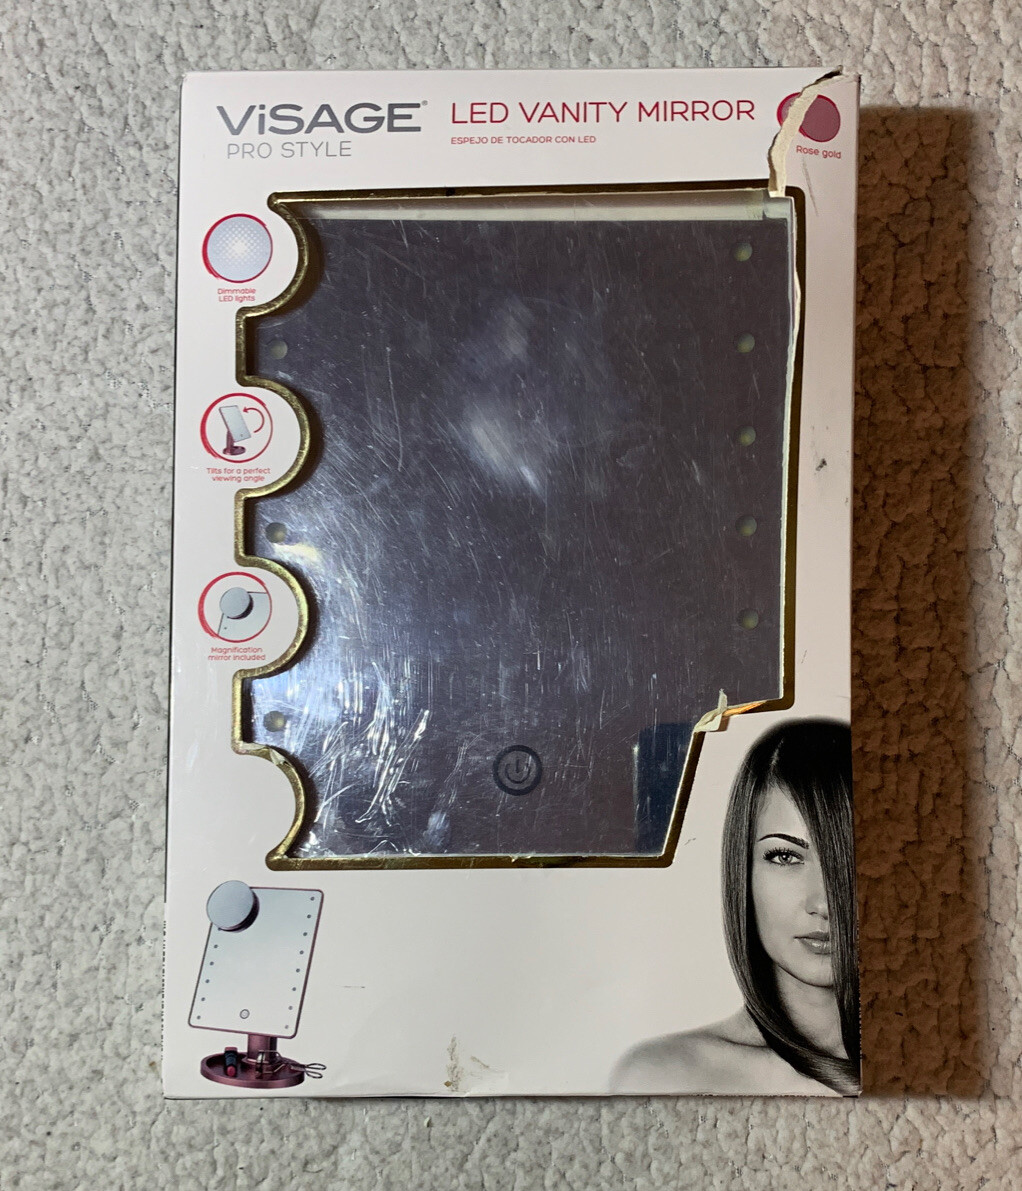 ViSAGE®
PRO STYLE
LED VANITY MIRROR
ESPEJO DE TOCADOR CON LED
Rose gold
Dimmable
LED lights
Tilts for a perfect
viewing angle
Magnification
mirror included